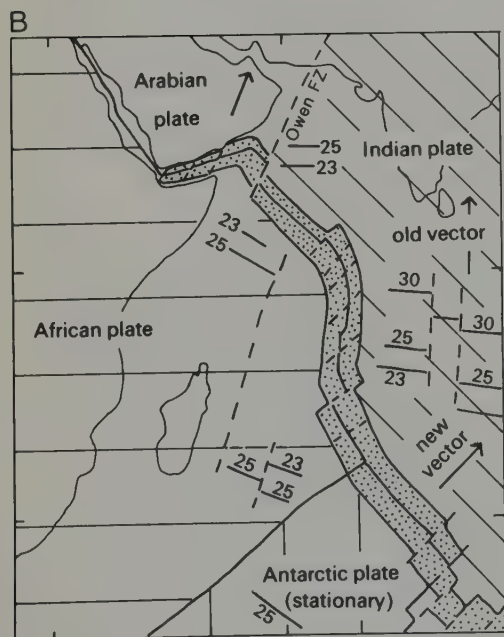 B
Arabian
plate
Owen FZ
25
23
Indian plate
old vector
23
25
30
30
African plate
25
25
23
new
vector
25
23
25
Antarctic plate
(stationary)
25